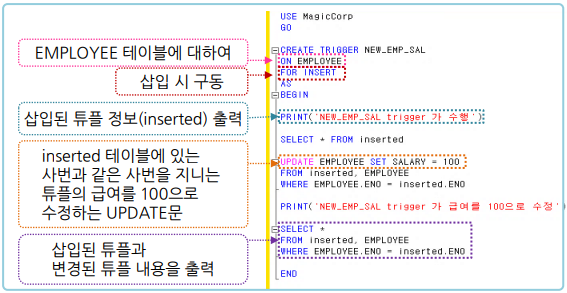 EMPLOYEE 테이블에 대하여
삽입 시 구동
삽입된 튜플 정보(inserted) 출력
inserted 테이블에 있는
사번과 같은 사번을 지니는
튜플의 급여를 100으로
수정하는 UPDATE문
삽입된 튜플과
변경된 튜플 내용을 출력
USE MagicCorp
GO
CREATE TRIGGER NEW_EMP_SAL
ON EMPLOYEE
FOR INSERT
AS
BEGIN
PRINT('NEW_EMP_SAL trigger 가 수행')
SELECT * FROM inserted
UPDATE EMPLOYEE SET SALARY = 100
FROM inserted, EMPLOYEE
WHERE EMPLOYEE.ENO = inserted.ENO
PRINT('NEW_EMP_SAL trigger 가 급여를 100으로 수정')
SELECT *
FROM inserted, EMPLOYEE
WHERE EMPLOYEE.ENO = inserted.ENO
END